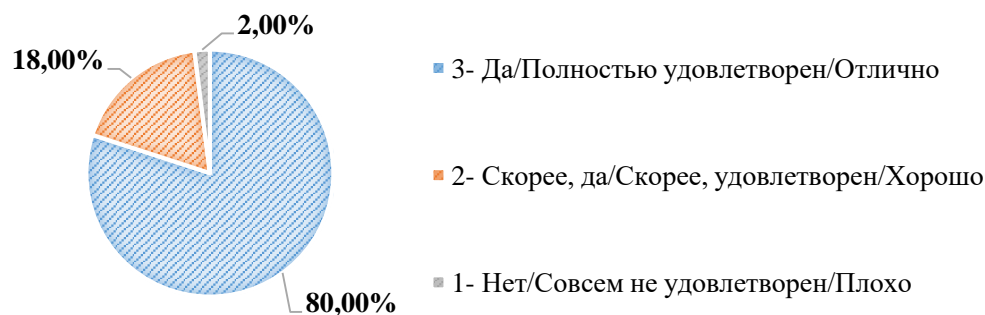 2,00%
18,00%
80,00%
3- Да/Полностью удовлетворен/Отлично
2- Скорее, да/Скорее, удовлетворен/Хорошо
1- Нет/Совсем не удовлетворен/Плохо